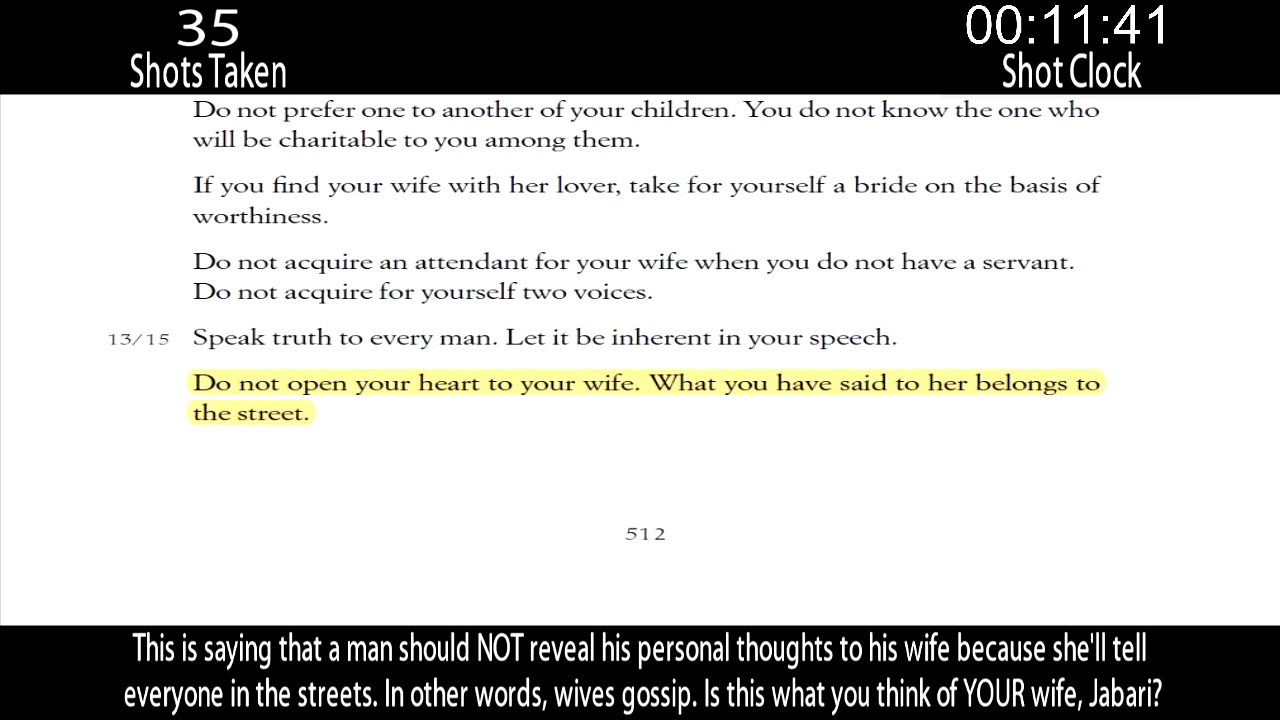 35
Shots Taken
00:11:41
Shot Clock
Do not prefer one to another of your children. You do not know the one who
will be charitable to you among them.
If you find your wife with her lover, take for yourself a bride on the basis of
worthiness.
Do not acquire an attendant for your wife when you do not have a servant.
Do not acquire for yourself two voices.
13/15 Speak truth to every man. Let it be inherent in your speech.
Do not open your heart to your wife. What you have said to her belongs to
the street.
512
This is saying that a man should NOT reveal his personal thoughts to his wife because she'll tell
everyone in the streets. In other words, wives gossip. Is this what you think of YOUR wife, Jabari?